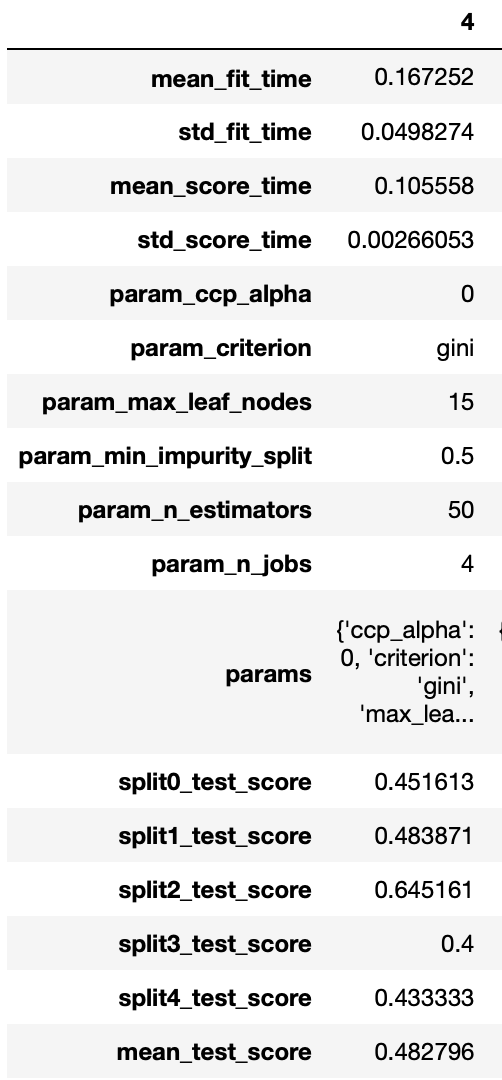 4
mean_fit_time 0.167252
std_fit_time 0.0498274
mean_score_time 0.105558
std_score_time 0.00266053
param_ccp_alpha 0
param_criterion gini
param_max_leaf_nodes 15
param_min_impurity_split 0.5
param_n_estimators 50
param_n_jobs 4
params {'ccp_alpha': {
0, 'criterion':
'gini',
'max_lea...
split0_test_score 0.451613
split1_test_score 0.483871
split2_test_score 0.645161
split3_test_score 0.4
split4_test_score 0.433333
mean_test_score 0.482796